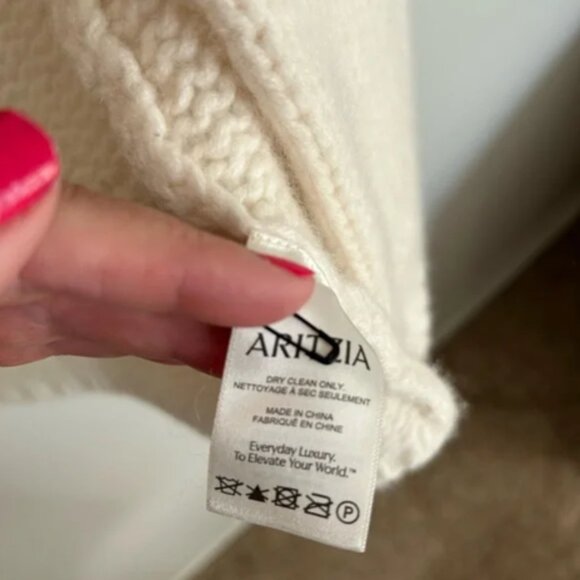 ARITZIA
DRY CLEAN ONLY.
NETTOYAGE À SEC SEULEMENT
MADE IN CHINA
FABRIQUÉ EN CHINE
Everyday Luxury.
To Elevate Your World.™
P